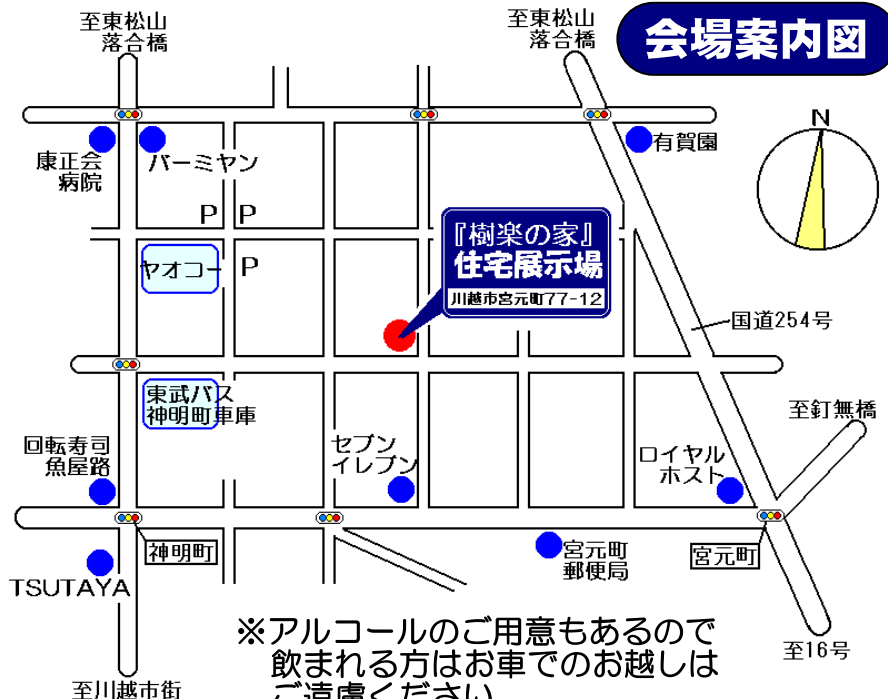 至東松山
落合橋
至東松山
落合橋
会場案内図
康正会
病院
バーミヤン
有賀園
N
P P
『樹楽の家』
住宅展示場
川越市宮元町77-12
ヤオコー
P
国道254号
東武バス
神明町車庫
至釘無橋
回転寿司
魚屋路
セブン
イレブン
ロイヤル
ホスト
神明町
宮元町
郵便局
宮元町
TSUTAYA
※アルコールのご用意もあるので
飲まれる方はお車でのお越しは
ご遠慮ください
至16号
至川越市街